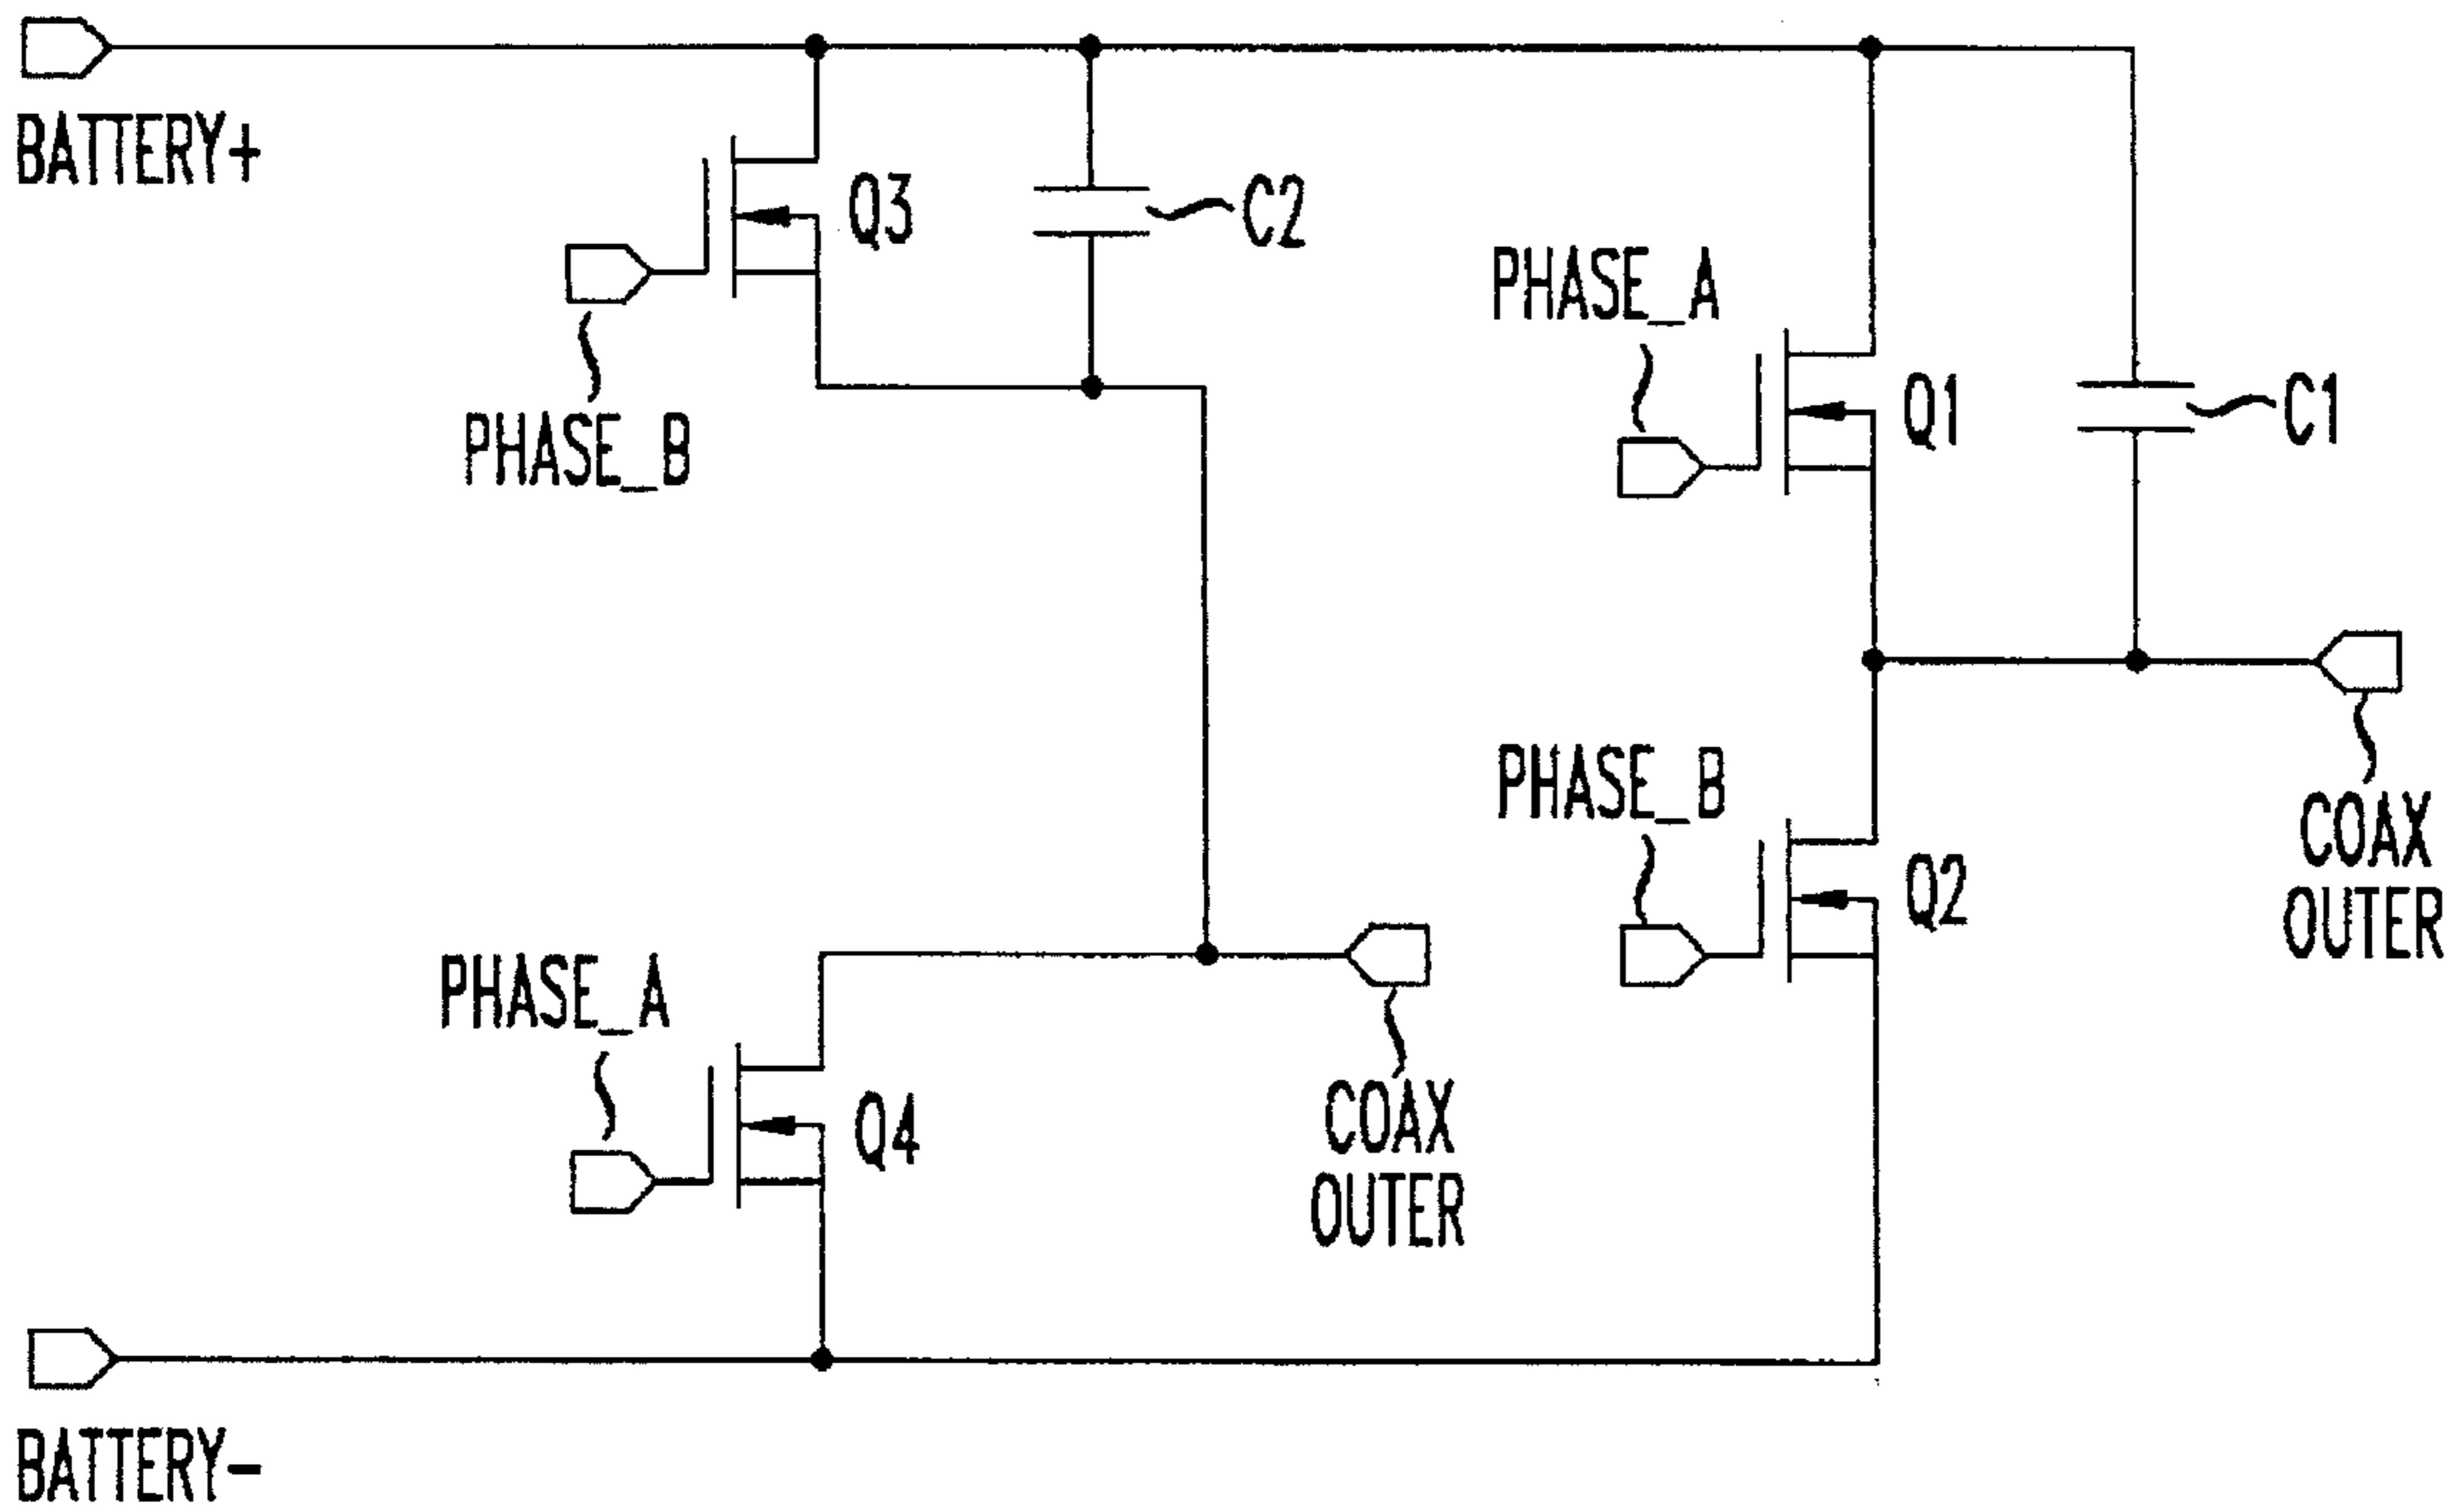 BATTERY+
Q3
C2
PHASE_B
PHASE_A
Q1
C1
PHASE_B
Q2
COAX
OUTER
PHASE_A
Q4
COAX
OUTER
BATTERY-